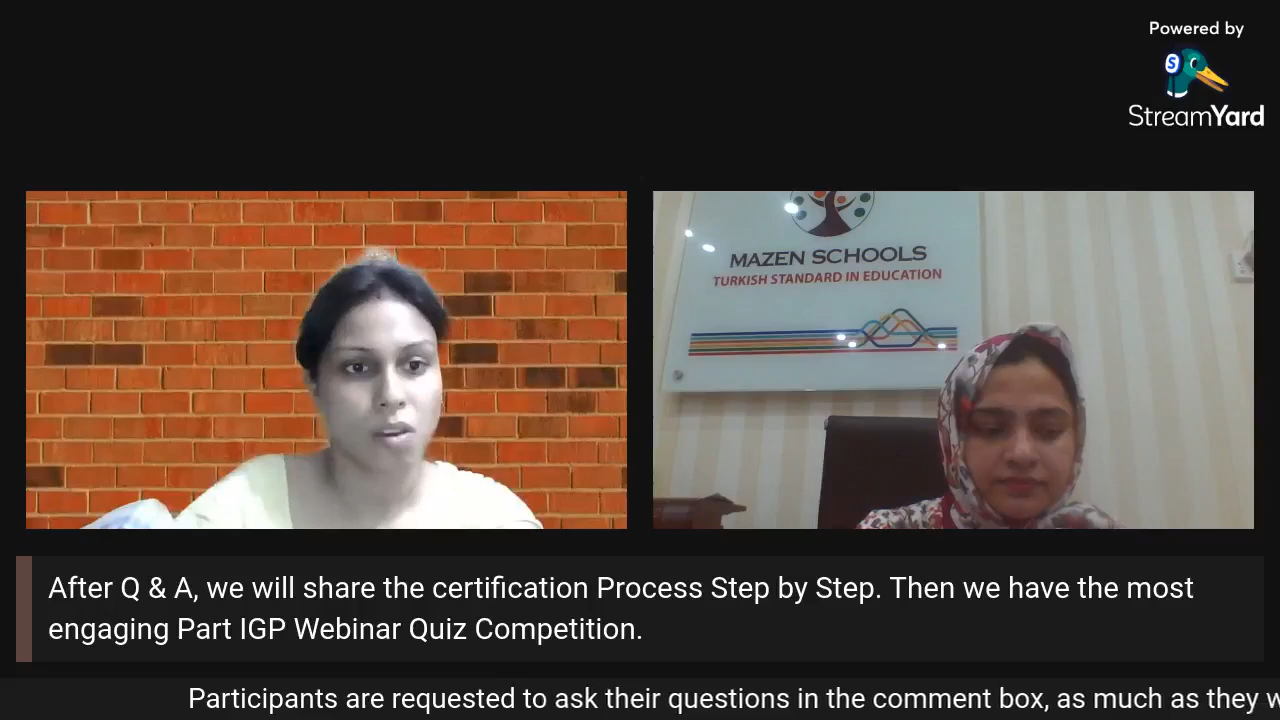 Powered by
S
StreamYard
MAZEN SCHOOLS
TURKISH STANDARD IN EDUCATION
After Q & A, we will share the certification Process Step by Step. Then we have the most
engaging Part IGP Webinar Quiz Competition.
Participants are requested to ask their questions in the comment box, as much as they